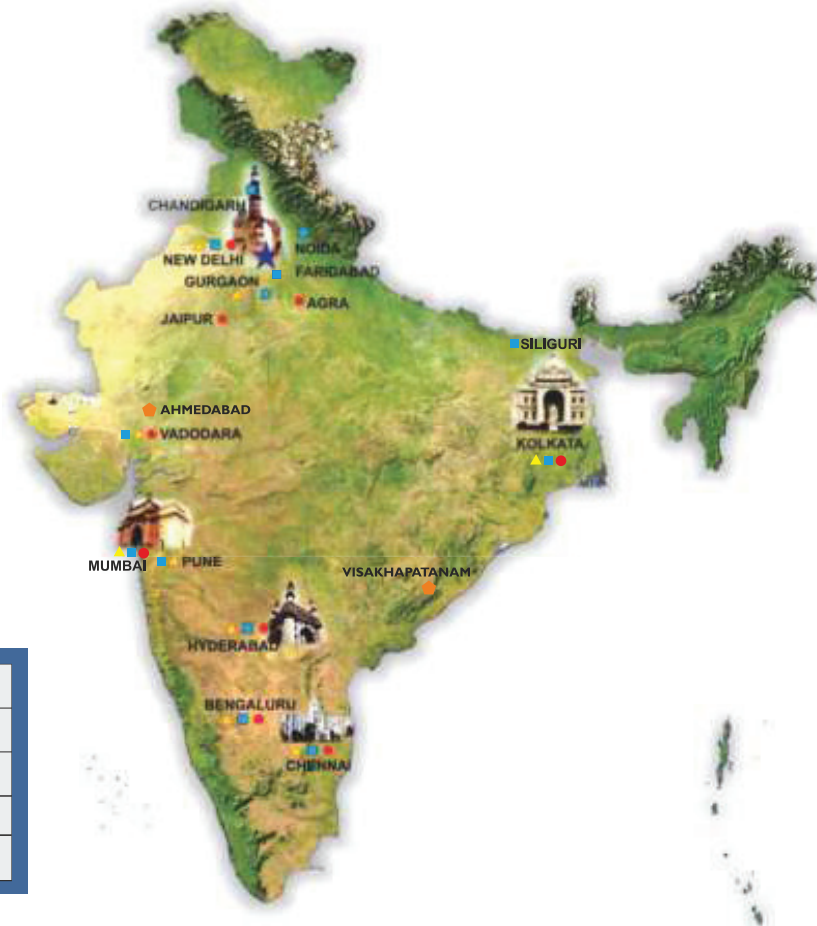 CHANDIGARH
NOIDA
NEW DELHI
FARIDABAD
GURGAON
AGRA
JAIPUR
SILIGURI
AHMEDABAD
VADODARA
KOLKATA
MUMBAI
PUNE
VISAKHAPATANAM
HYDERABAD
BENGALURU
CHENNAI